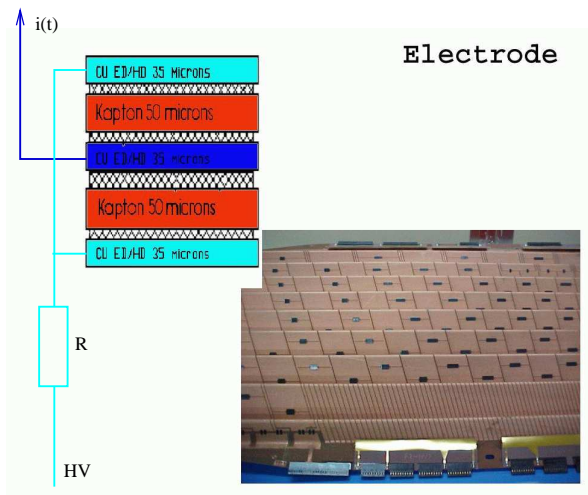 i(t)
Electrode
CU ED/HD 35 Microns
Kapton 50 microns
CU ED/HD 35 Microns
Kapton 50 microns
CU ED/HD 35 Microns
R
HV